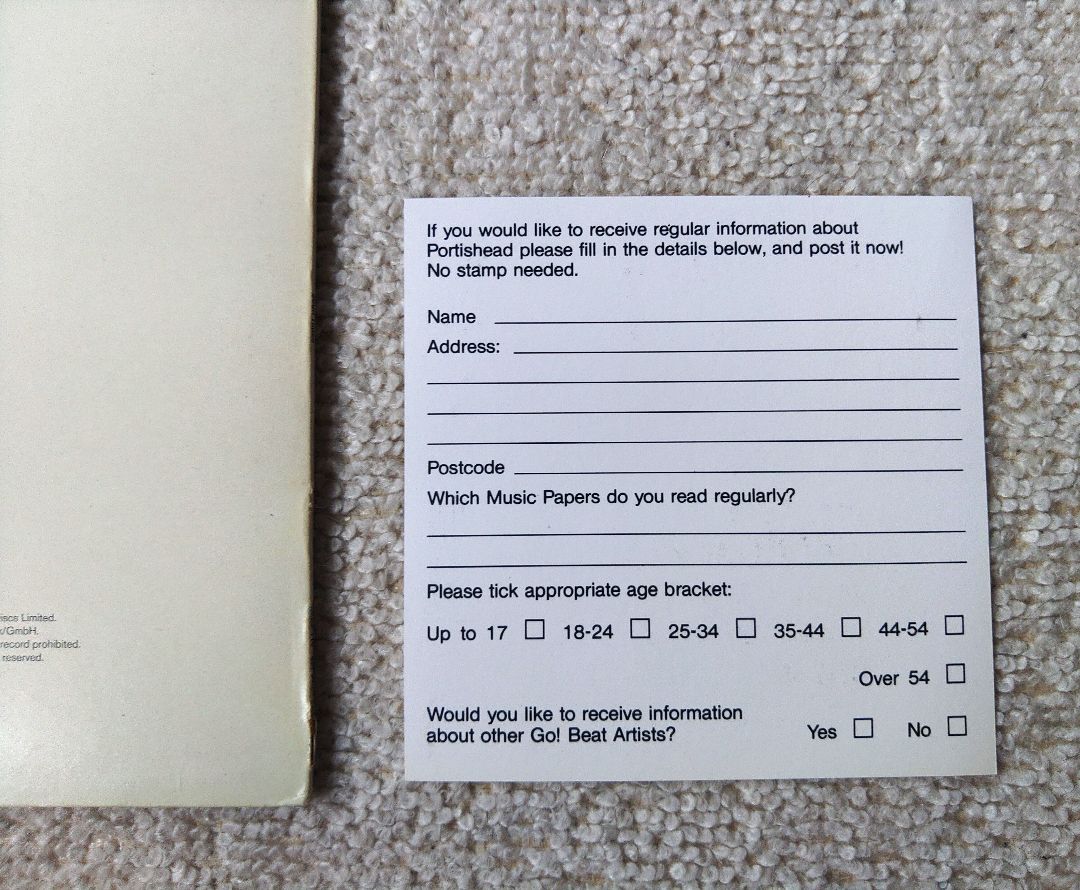 If you would like to receive regular information about
Portishead please fill in the details below, and post it now!
No stamp needed.
Name
Address:
Postcode
Which Music Papers do you read regularly?
Please tick appropriate age bracket:
Up to 17 18-24 25-34 35-44 44-54
Over 54
Would you like to receive information
about other Go! Beat Artists?
Yes No
iscs Limited.
/GmbH.
record prohibited.
reserved.